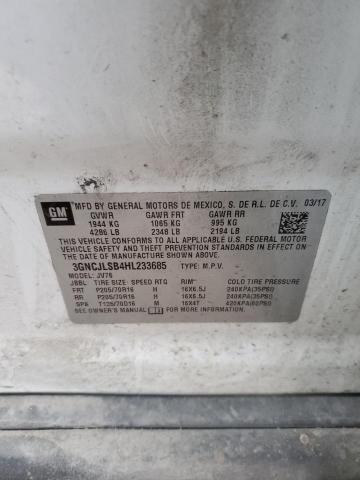 GM MFD BY GENERAL MOTORS DE MEXICO, S. DE R.L. DE C.V. 03/17
GVWR GAWR FRT GAWR RR
1944 KG 1065 KG 995 KG
4286 LB 2348 LB 2194 LB
THIS VEHICLE CONFORMS TO ALL APPLICABLE U.S. FEDERAL MOTOR
VEHICLE SAFETY AND THEFT PREVENTION STANDARDS IN EFFECT
ON THE DATE OF MANUFACTURE SHOWN ABOVE.
3GNCJLSB4HL233685 TYPE: M.P.V.
MODEL: JV76
JBBL TIRE SIZE: SPEED RTG RIM: COLD TIRE PRESSURE
FRT P205/70R16 H 16X6.5J 240KPA(35PSI)
RR P205/70R16 H 16X6.5J 240KPA(35PSI)
SPA T125/70D16 M 16X4T 420KPA(60PSI)
SEE OWNER'S MANUAL FOR MORE INFORMATION.